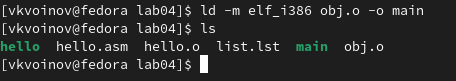 [vkvoinov@fedora lab04]$ ld -m elf_i386 obj.o -o main
[vkvoinov@fedora lab04]$ ls
hello  hello.asm  hello.o  list.lst  main  obj.o
[vkvoinov@fedora lab04]$